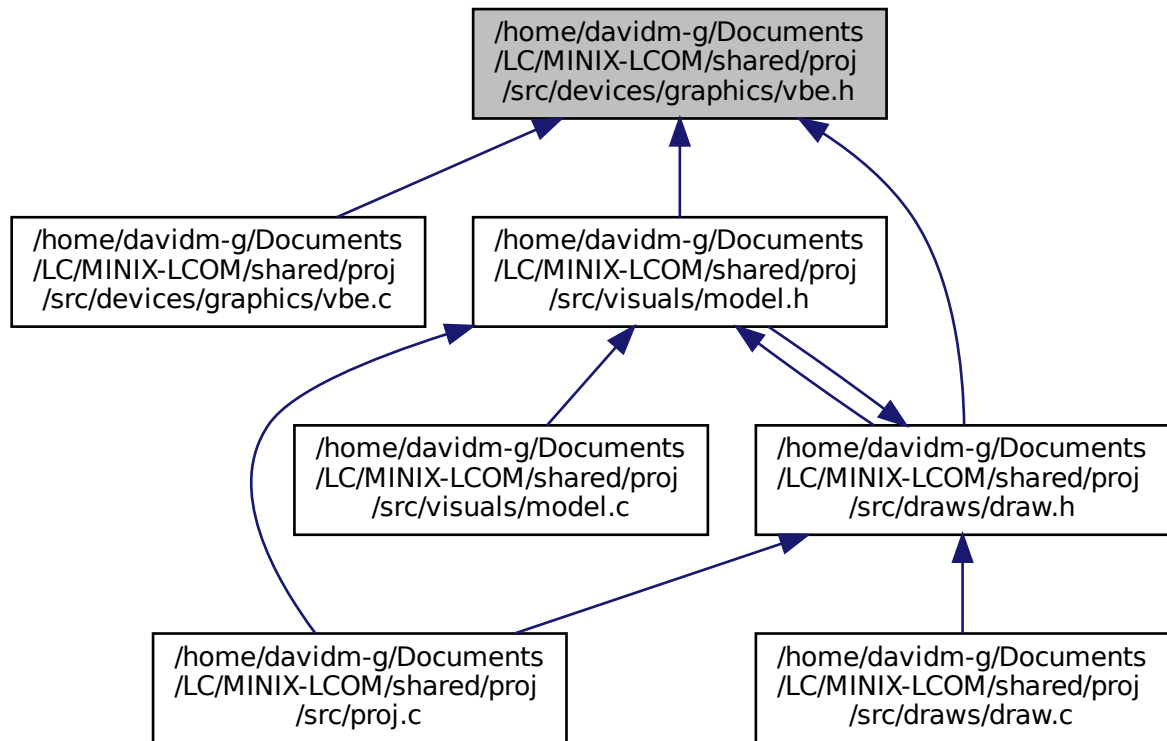 /home/davidm-g/Documents
/LC/MINIX-LCOM/shared/proj
/src/devices/graphics/vbe.h
/home/davidm-g/Documents
/LC/MINIX-LCOM/shared/proj
/src/devices/graphics/vbe.c
/home/davidm-g/Documents
/LC/MINIX-LCOM/shared/proj
/src/visuals/model.h
/home/davidm-g/Documents
/LC/MINIX-LCOM/shared/proj
/src/visuals/model.c
/home/davidm-g/Documents
/LC/MINIX-LCOM/shared/proj
/src/draws/draw.h
/home/davidm-g/Documents
/LC/MINIX-LCOM/shared/proj
/src/proj.c
/home/davidm-g/Documents
/LC/MINIX-LCOM/shared/proj
/src/draws/draw.c